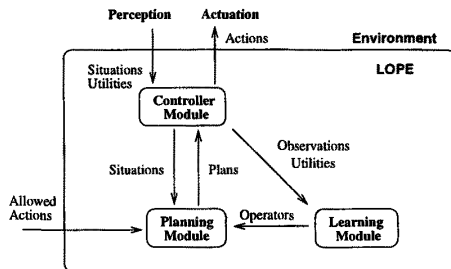 Perception
Actuation
Actions
Environment
LOPE
Situations
Utilities
Controller
Module
Observations
Utilities
Situations
Plans
Allowed
Actions
Operators
Planning
Module
Learning
Module